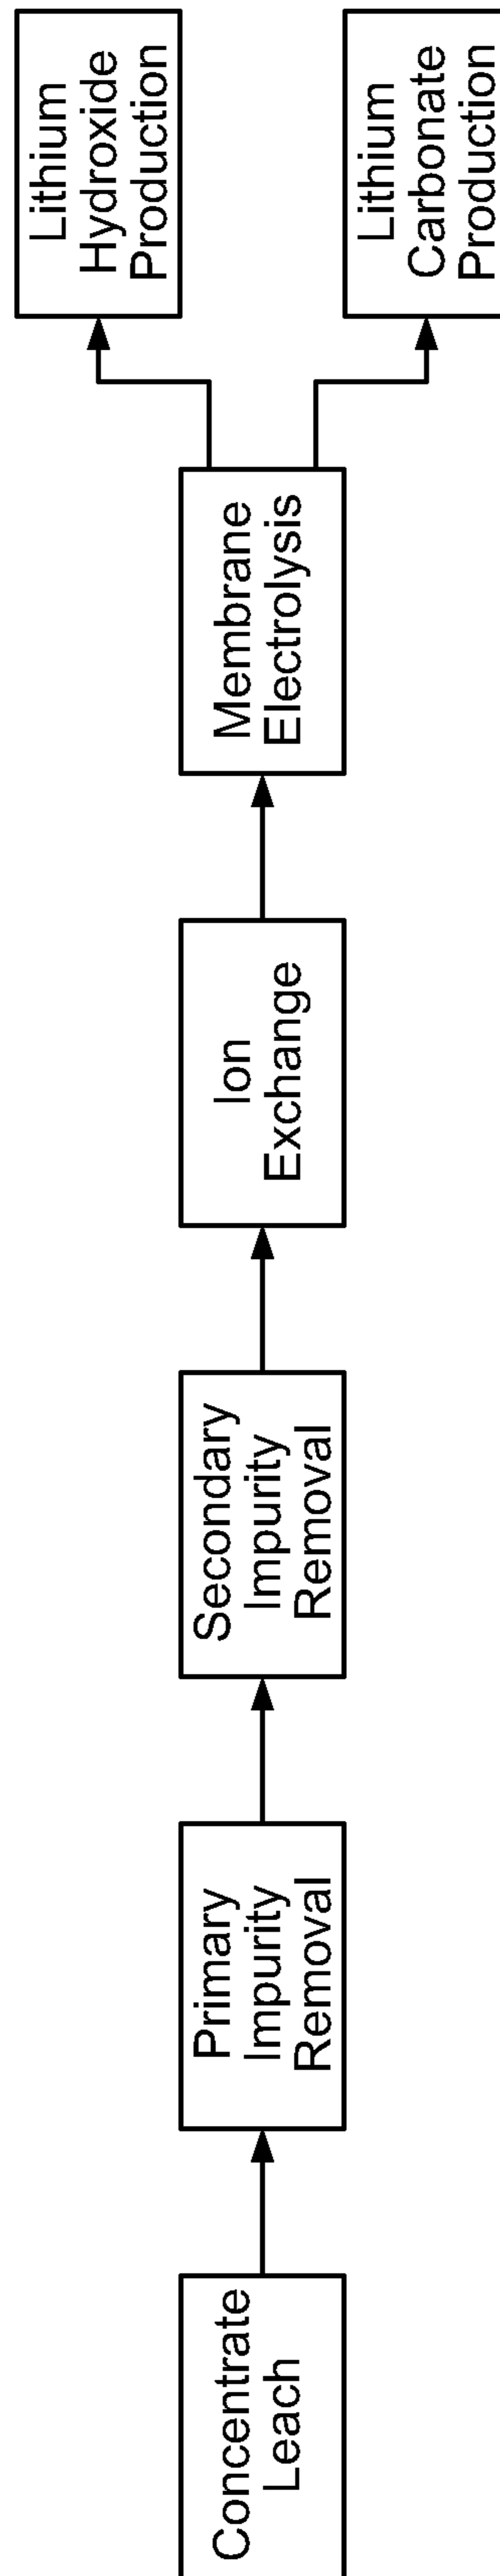 Concentrate
Leach
Primary
Impurity
Removal
Secondary
Impurity
Removal
Ion
Exchange
Membrane
Electrolysis
Lithium
Hydroxide
Production
Lithium
Carbonate
Production